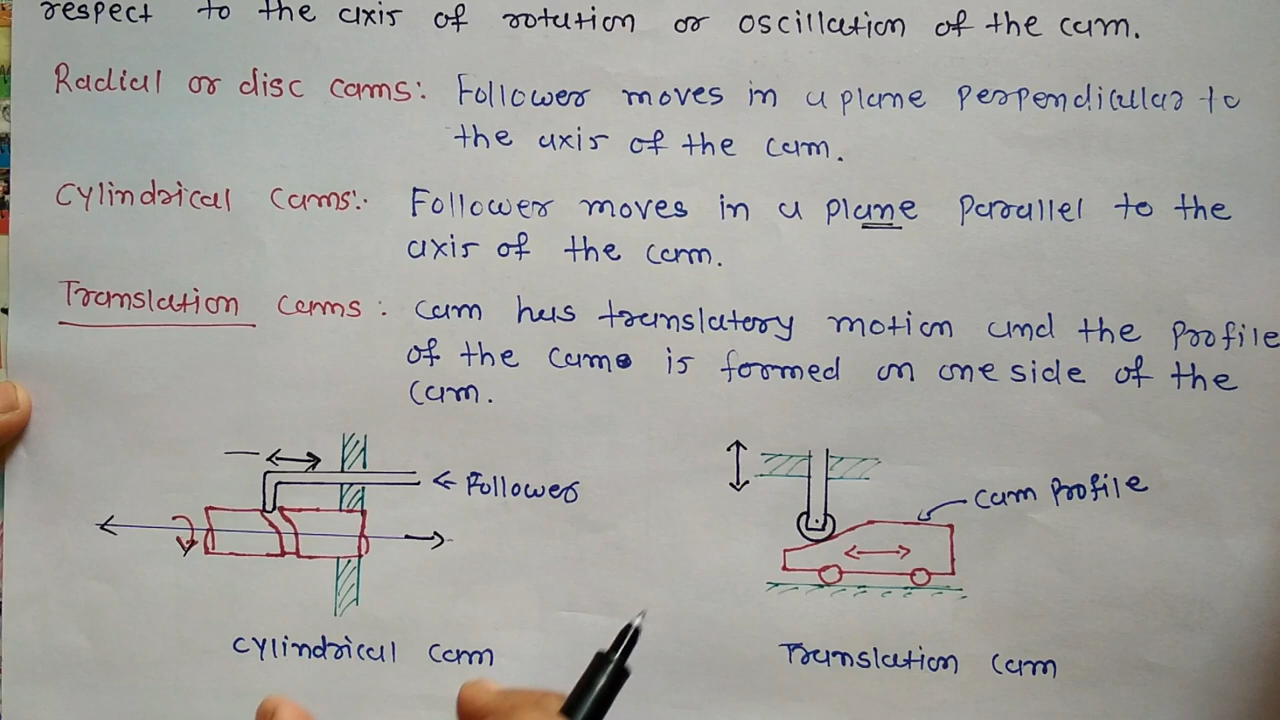 respect to the axis of rotation or oscillation of the cam.
Radial or disc cams: Follower moves in a plane perpendicular to
the axis of the cam.
Cylindrical cams: Follower moves in a plane parallel to the
axis of the cam.
Translation cams: cam has translatory motion and the profile
of the cam is formed on one side of the
cam.
Follower
cam profile
cylindrical cam
Translation cam